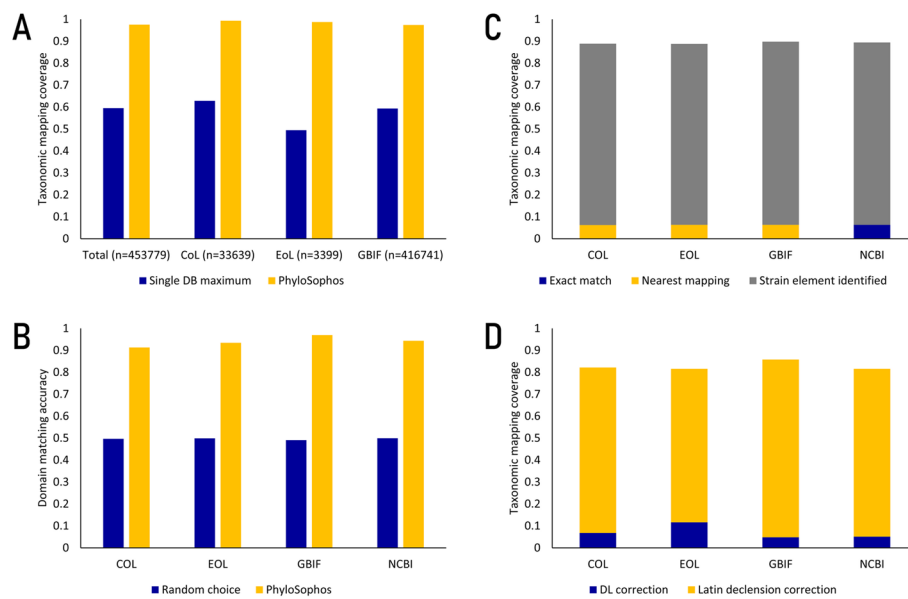 A
Taxonomic mapping coverage
1
0.9
0.8
0.7
0.6
0.5
0.4
0.3
0.2
0.1
0
Total (n=453779) CoL (n=33639) EoL (n=3399) GBIF (n=416741)
Single DB maximum PhyloSophos
B
Domain matching accuracy
1
0.9
0.8
0.7
0.6
0.5
0.4
0.3
0.2
0.1
0
COL EOL GBIF NCBI
Random choice PhyloSophos
C
Taxonomic mapping coverage
1
0.9
0.8
0.7
0.6
0.5
0.4
0.3
0.2
0.1
0
COL EOL GBIF NCBI
Exact match Nearest mapping Strain element identified
D
Taxonomic mapping coverage
1
0.9
0.8
0.7
0.6
0.5
0.4
0.3
0.2
0.1
0
COL EOL GBIF NCBI
DL correction Latin declension correction